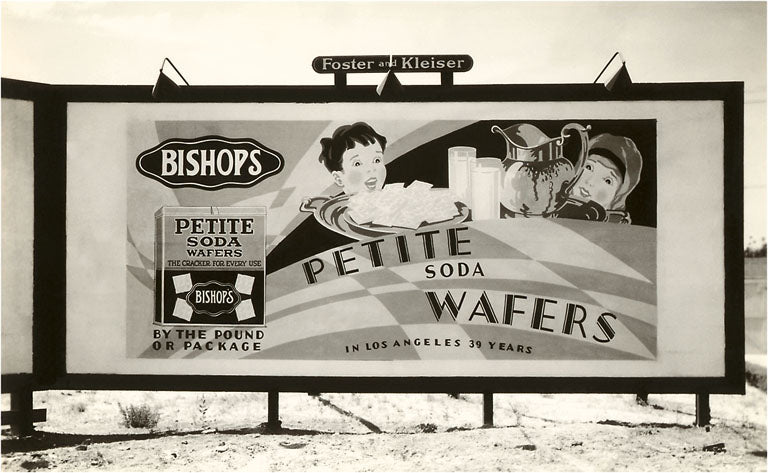 Foster and Kleiser
BISHOPS
PETITE
SODA
WAFERS
THE CRACKER FOR EVERY USE
BISHOPS
BY THE POUND
OR PACKAGE
PETITE
SODA
WAFERS
IN LOS ANGELES 39 YEARS